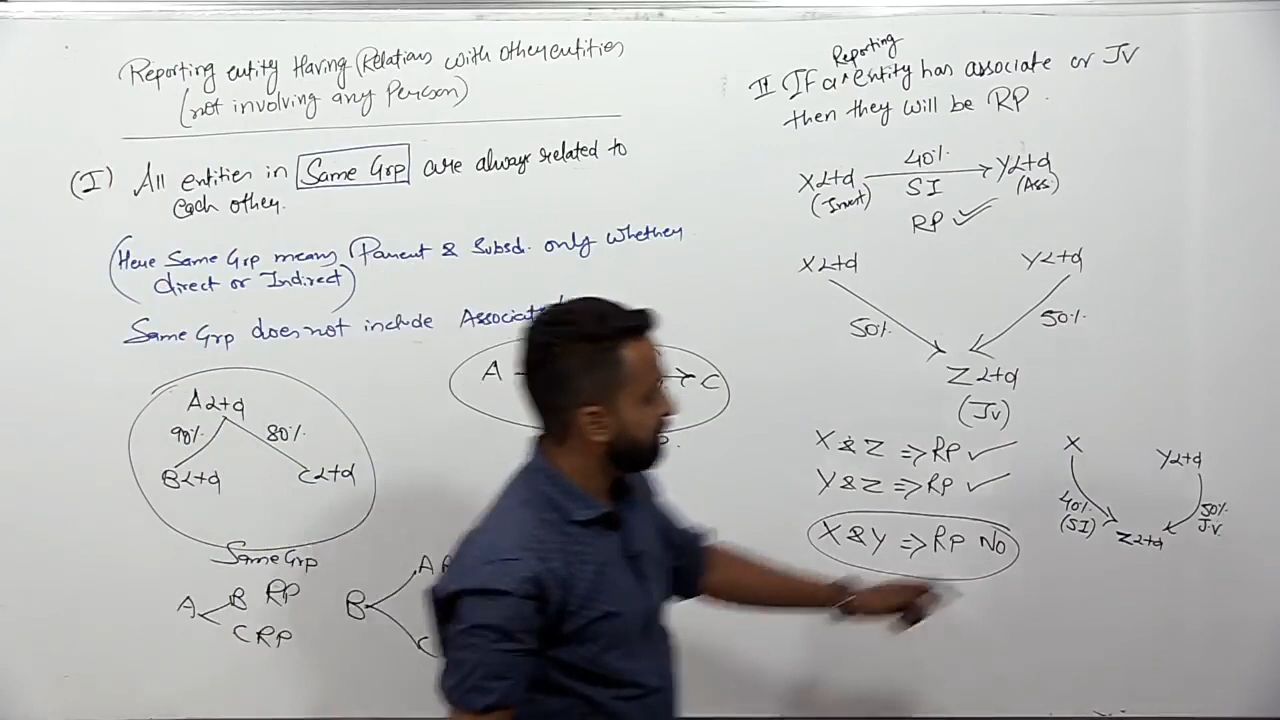 Reporting entity Having Relations with other entities
(not involving any Person)
(I) All entities in Same Grp are always related to
each other.
(Here Same Grp means Parent & Subsd. only whether
direct or Indirect)
Same Grp does not include Associat
A Ltd
90% 80%
B Ltd C Ltd
Same Grp
A B RP
C RP
B A
C
A C
Reporting
II If a ^ entity has associate or JV
then they will be RP.
X Ltd 40% Y Ltd
(Invest) SI (Ass.)
RP ✓
X Ltd Y Ltd
50% 50%
Z Ltd
(JV)
X & Z ⇒ RP ✓
Y & Z ⇒ RP ✓
X & Y ⇒ RP No
X Y Ltd
40% 50%
(SI) J.V.
Z Ltd